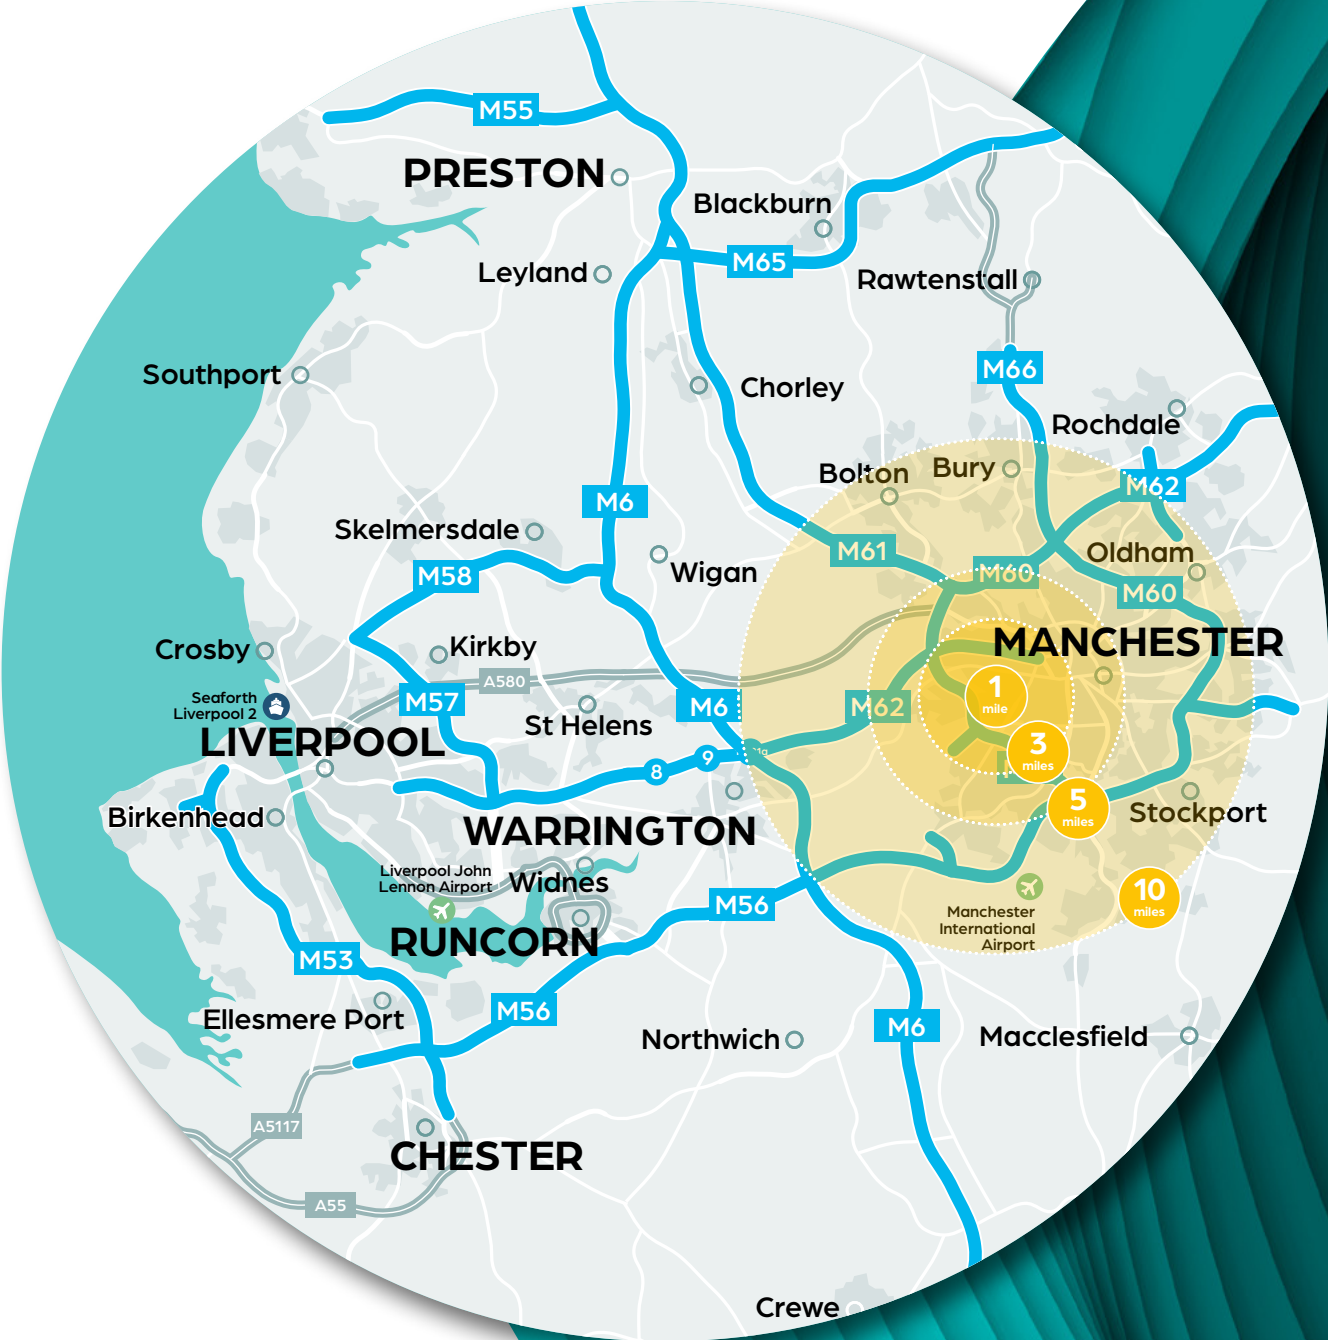 M55
PRESTON
Blackburn
M65
Leyland
Rawtenstall
Southport
M66
Chorley
Rochdale
Bolton
Bury
M62
M6
Skelmersdale
M61
Oldham
Wigan
M58
M60
M60
MANCHESTER
Crosby
Kirkby
A580
Seaforth
Liverpool 2
M57
M6
M62
1
mile
St Helens
LIVERPOOL
3
miles
9
8
5
miles
Birkenhead
Stockport
WARRINGTON
Liverpool John
Lennon Airport
Widnes
10
miles
M56
Manchester
International
Airport
RUNCORN
M53
M56
Ellesmere Port
M6
Northwich
Macclesfield
A5117
CHESTER
A55
Crewe